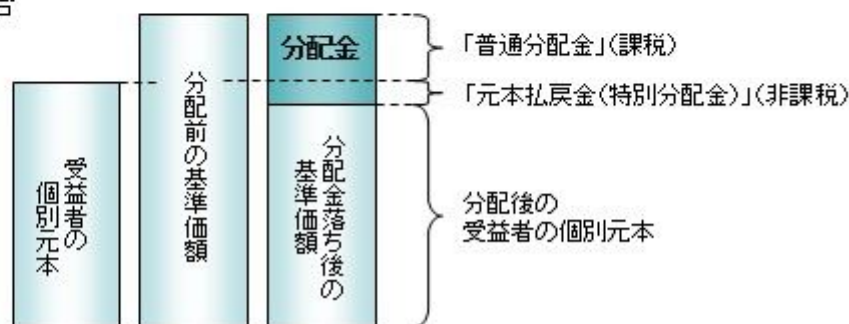 分配金
「普通分配金」(課税)
「元本払戻金(特別分配金)」(非課税)
受益者の
個別元本
分配前の基準価額
分配金落ち後の
基準価額
分配後の
受益者の個別元本